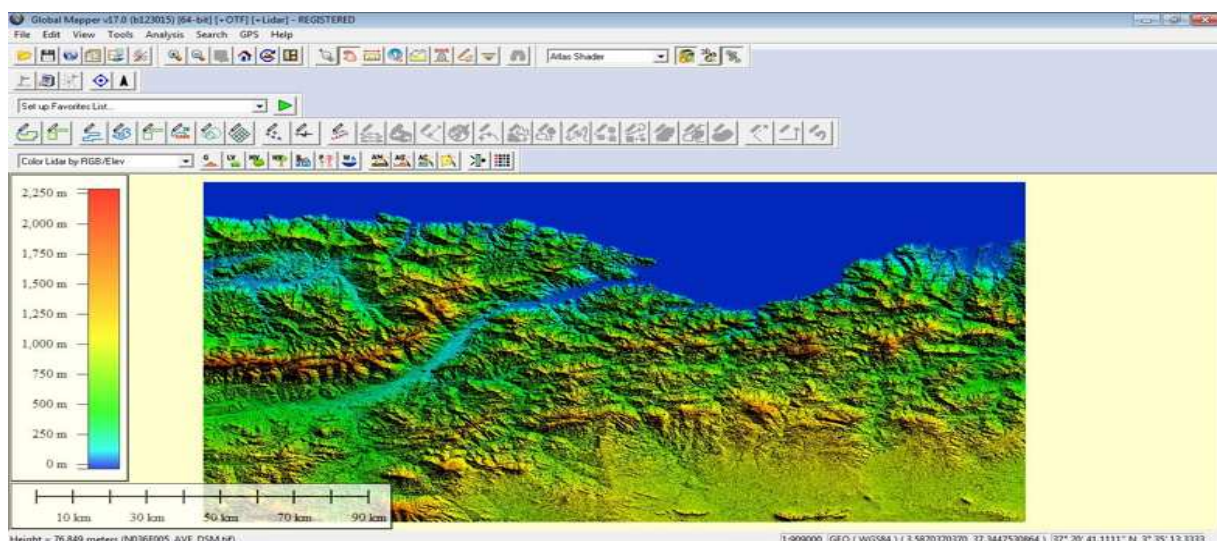 Global Mapper v17.0 (b123015) [64-bit] [+OTF] [+Lidar] - REGISTERED
File Edit View Tools Analysis Search GPS Help
Atlas Shader
Set up Favorites List...
Color Lidar by RGB/Elev
2,250 m
2,000 m
1,750 m
1,500 m
1,250 m
1,000 m
750 m
500 m
250 m
0 m
10 km 30 km 50 km 70 km 90 km
Height = 76.849 meters (N036E005_AVE_DSM.tif)
1:909000 GEO ( WGS84 ) ( 3.5870370370, 37.3447530864 ) 37° 20' 41.1111" N, 3° 35' 13.3333